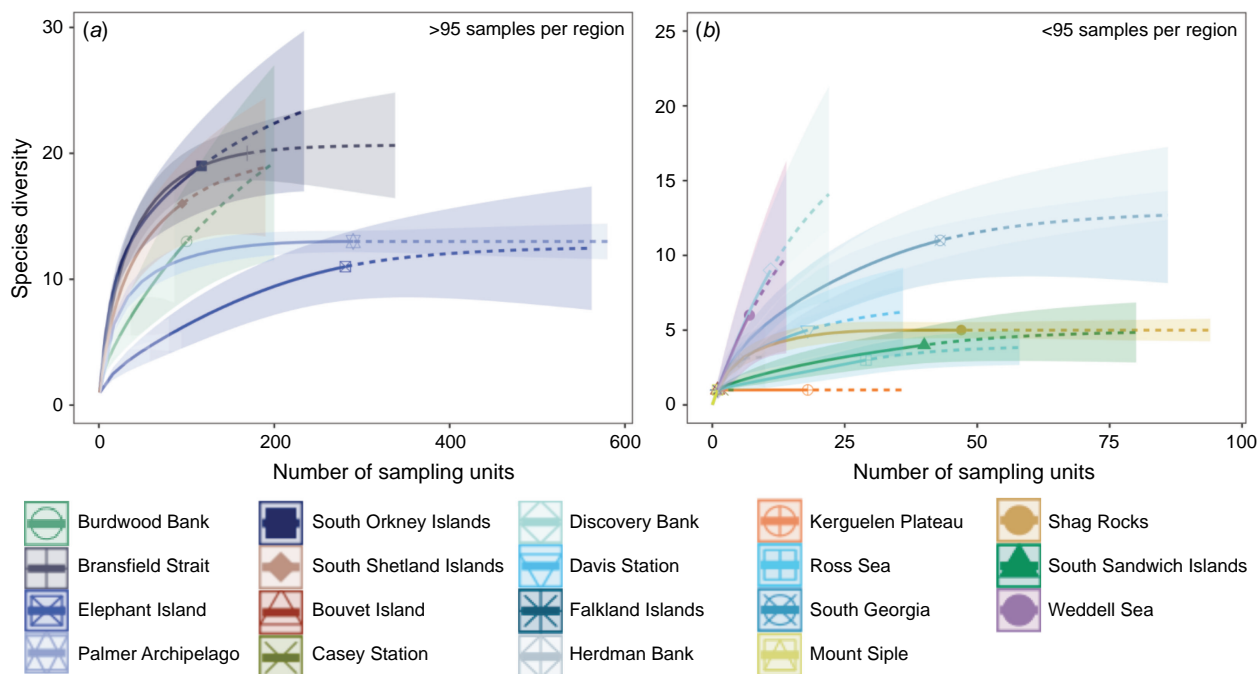 (a)
>95 samples per region
30
20
10
0
Species diversity
0
200
400
600
Number of sampling units
(b)
<95 samples per region
25
20
15
10
5
0
0
25
50
75
100
Number of sampling units
Burdwood Bank
South Orkney Islands
Discovery Bank
Kerguelen Plateau
Shag Rocks
Bransfield Strait
South Shetland Islands
Davis Station
Ross Sea
South Sandwich Islands
Elephant Island
Bouvet Island
Falkland Islands
South Georgia
Weddell Sea
Palmer Archipelago
Casey Station
Herdman Bank
Mount Siple